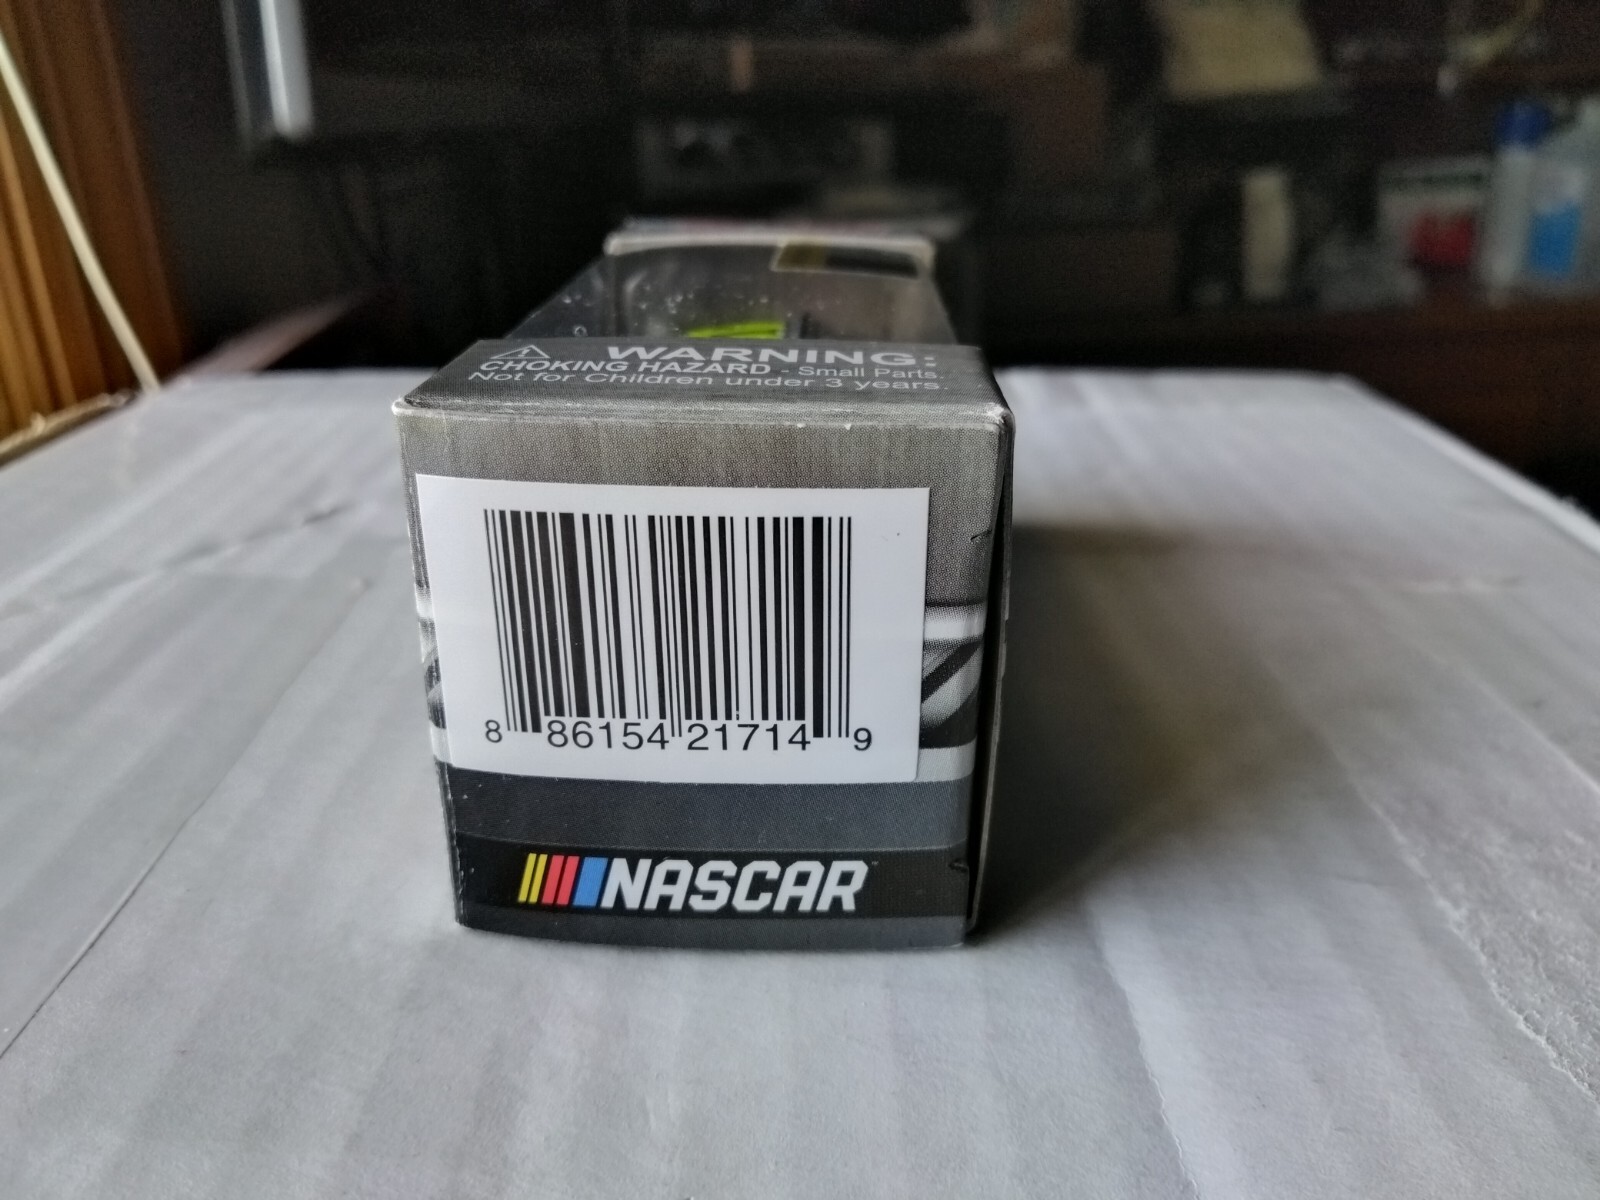 WARNING:
CHOKING HAZARD - Small Parts.
Not for Children under 3 years.
8 86154 21714 9
NASCAR